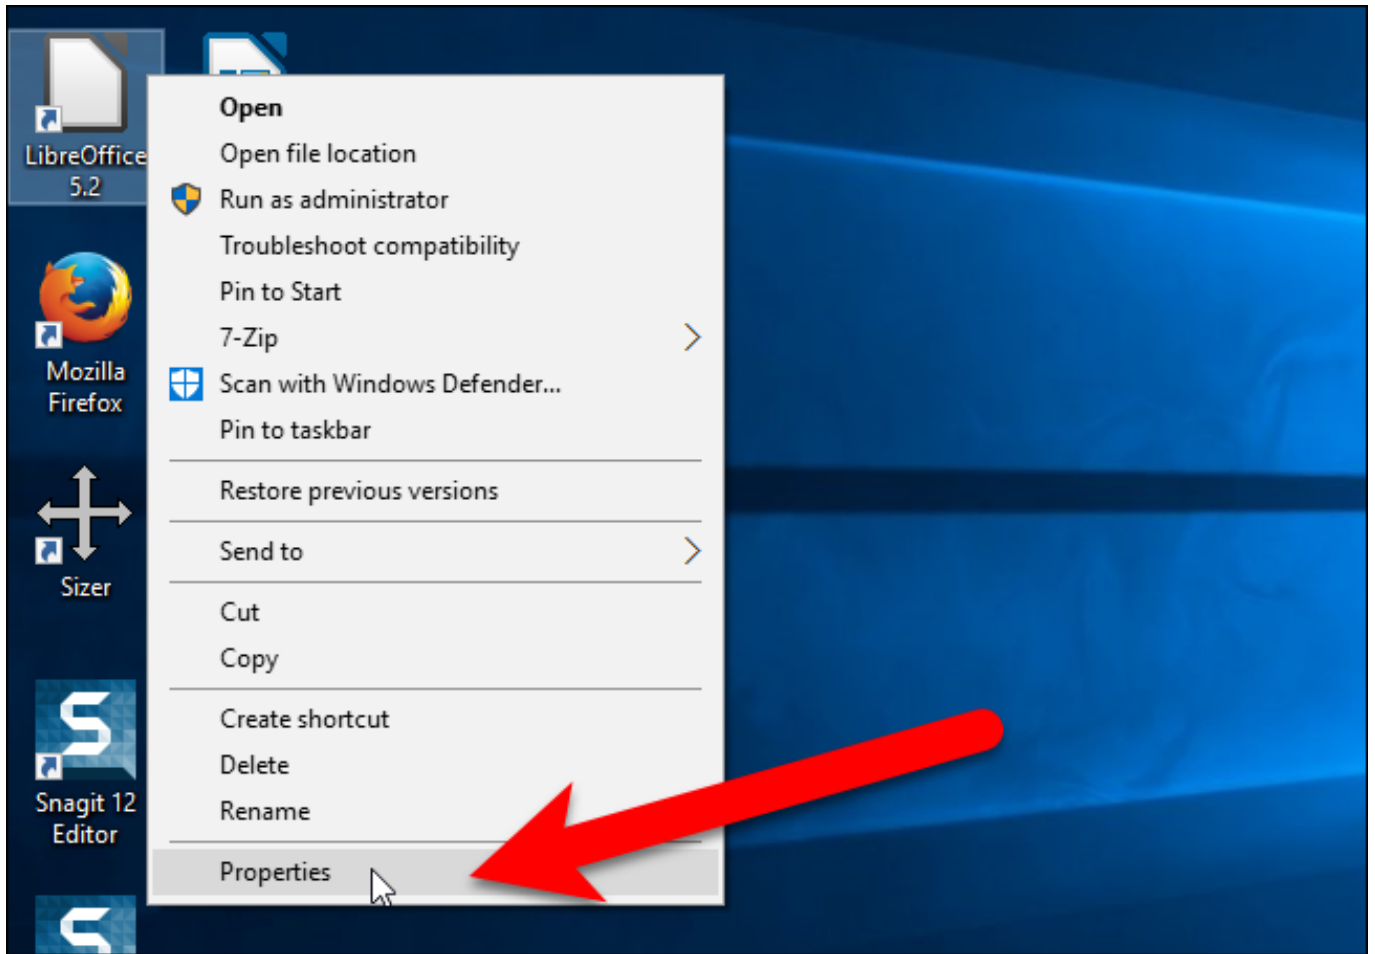 LibreOffice
5.2
Mozilla
Firefox
Sizer
Snagit 12
Editor
Open
Open file location
Run as administrator
Troubleshoot compatibility
Pin to Start
7-Zip
Scan with Windows Defender...
Pin to taskbar
Restore previous versions
Send to
Cut
Copy
Create shortcut
Delete
Rename
Properties